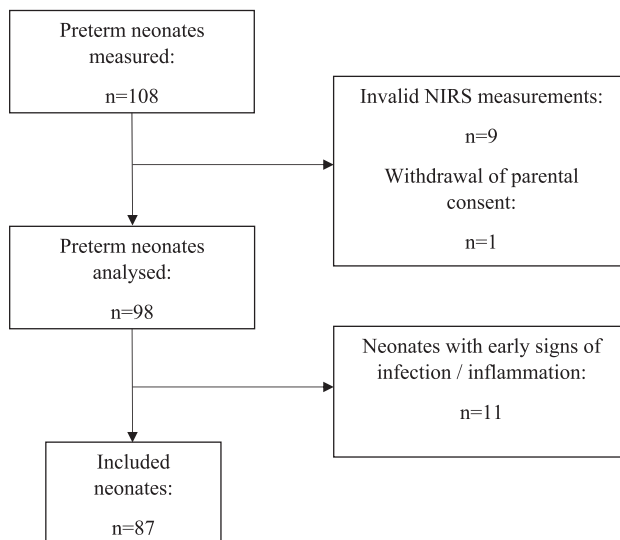 Preterm neonates
measured:
n=108
Invalid NIRS measurements:
n=9
Withdrawal of parental
consent:
n=1
Preterm neonates
analysed:
n=98
Neonates with early signs of
infection / inflammation:
n=11
Included
neonates:
n=87